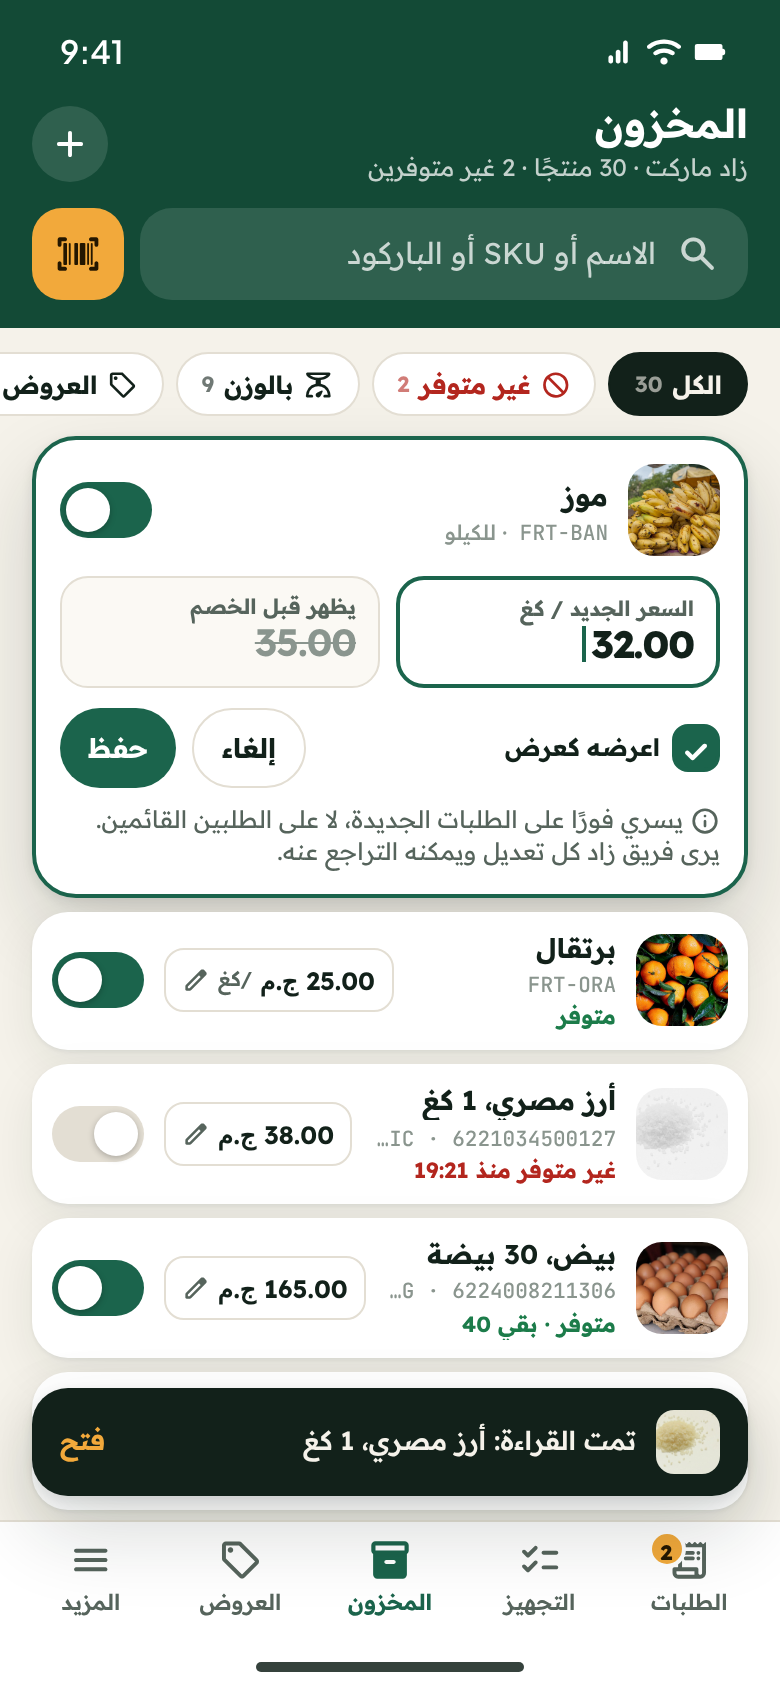 9:41
المخزون
زاد ماركت · 30 منتجًا · 2 غير متوفرين
الاسم أو SKU أو الباركود
الكل 30
غير متوفر 2
بالوزن 9
العروض
موز
FRT-BAN · للكيلو
السعر الجديد / كغ
32.00
يظهر قبل الخصم
35.00
اعرضه كعرض
إلغاء
حفظ
يسري فورًا على الطلبات الجديدة، لا على الطلبين القائمين.
يرى فريق زاد كل تعديل ويمكنه التراجع عنه.
برتقال
FRT-ORA
متوفر
25.00 ج.م /كغ
أرز مصري، 1 كغ
6221034500127 · IC…
غير متوفر منذ 19:21
38.00 ج.م
بيض، 30 بيضة
6224008211306 · G…
متوفر · بقي 40
165.00 ج.م
تمت القراءة: أرز مصري، 1 كغ
فتح
2
الطلبات
التجهيز
المخزون
العروض
المزيد